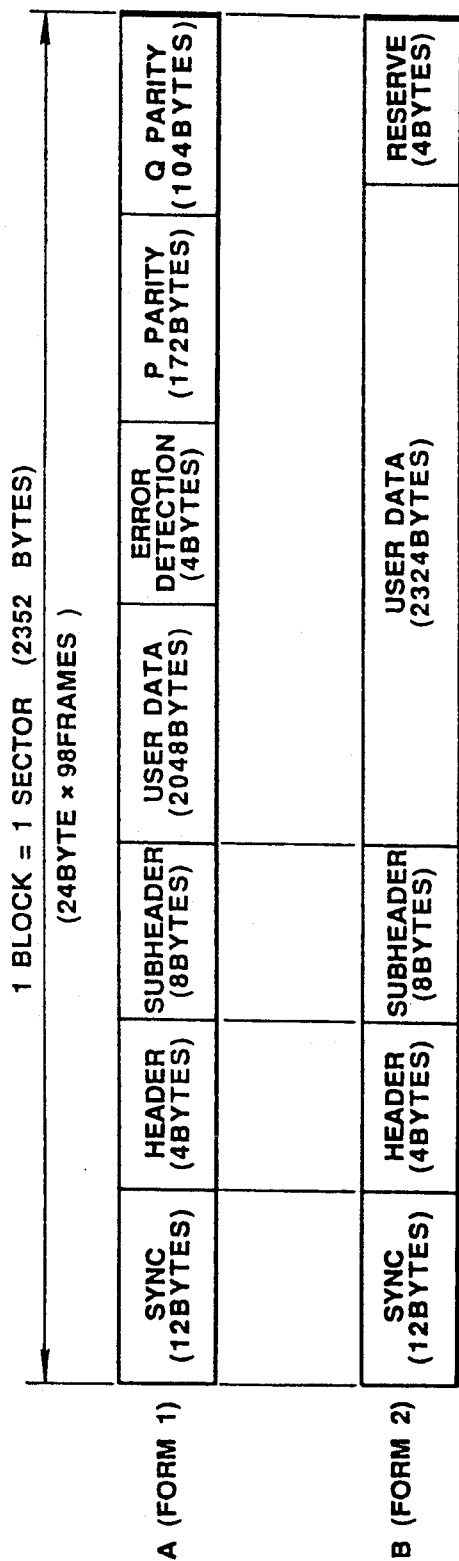 1 BLOCK = 1 SECTOR (2352 BYTES)
(24BYTE × 98FRAMES )
A (FORM 1)
SYNC
(12BYTES)
HEADER
(4BYTES)
SUBHEADER
(8BYTES)
USER DATA
(2048BYTES)
ERROR
DETECTION
(4BYTES)
P PARITY
(172BYTES)
Q PARITY
(104BYTES)
B (FORM 2)
SYNC
(12BYTES)
HEADER
(4BYTES)
SUBHEADER
(8BYTES)
USER DATA
(2324BYTES)
RESERVE
(4BYTES)